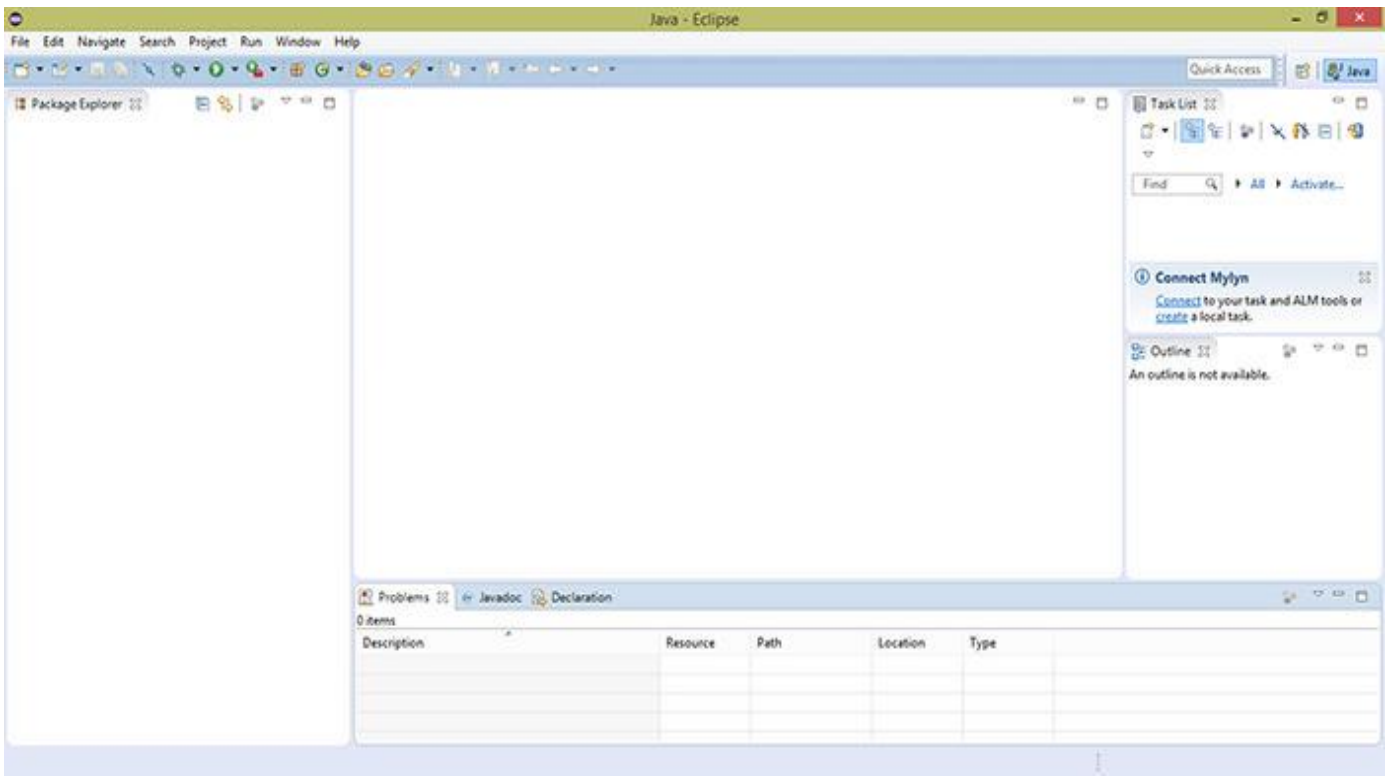 Java - Eclipse
File Edit Navigate Search Project Run Window Help
Quick Access
Java
Package Explorer
Task List
Find
All
Activate...
Connect Mylyn
Connect to your task and ALM tools or
create a local task.
Outline
An outline is not available.
Problems
Javadoc
Declaration
0 items
Description Resource Path Location Type